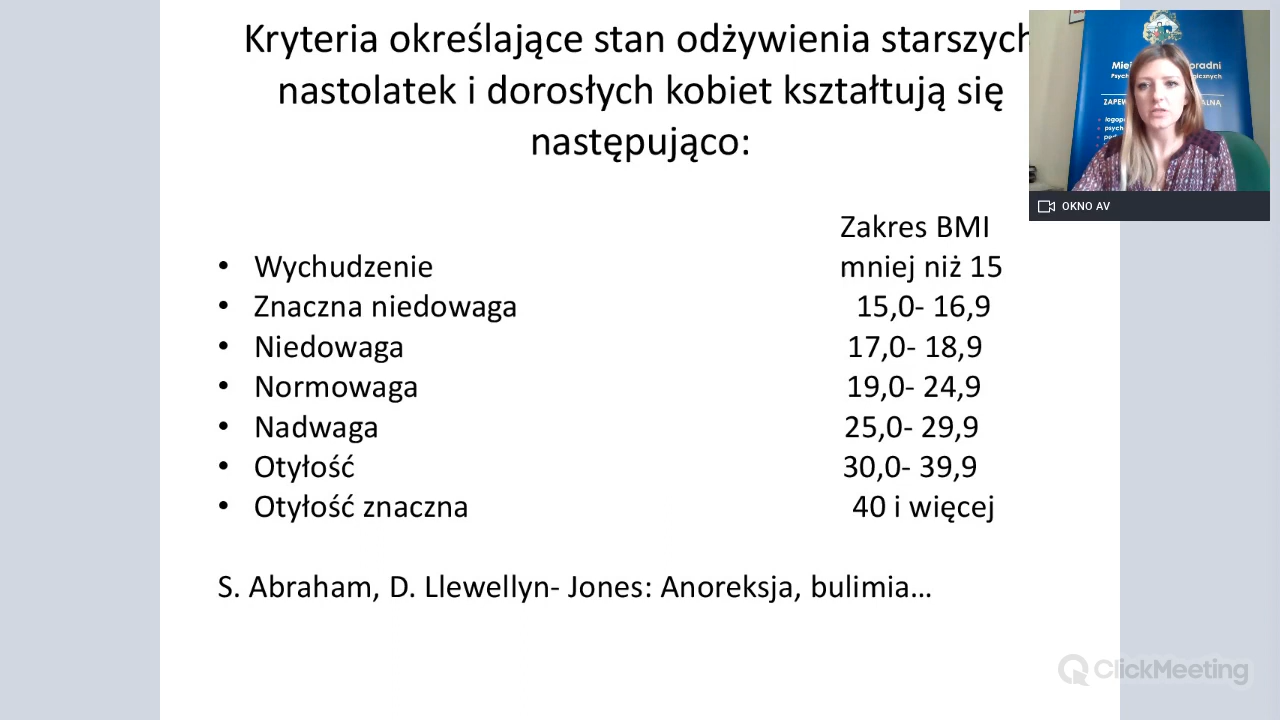 Kryteria określające stan odżywienia starszych
nastolatek i dorosłych kobiet kształtują się
następująco:
Zakres BMI
• Wychudzenie mniej niż 15
• Znaczna niedowaga 15,0- 16,9
• Niedowaga 17,0- 18,9
• Normowaga 19,0- 24,9
• Nadwaga 25,0- 29,9
• Otyłość 30,0- 39,9
• Otyłość znaczna 40 i więcej
S. Abraham, D. Llewellyn- Jones: Anoreksja, bulimia…
OKNO AV
ClickMeeting